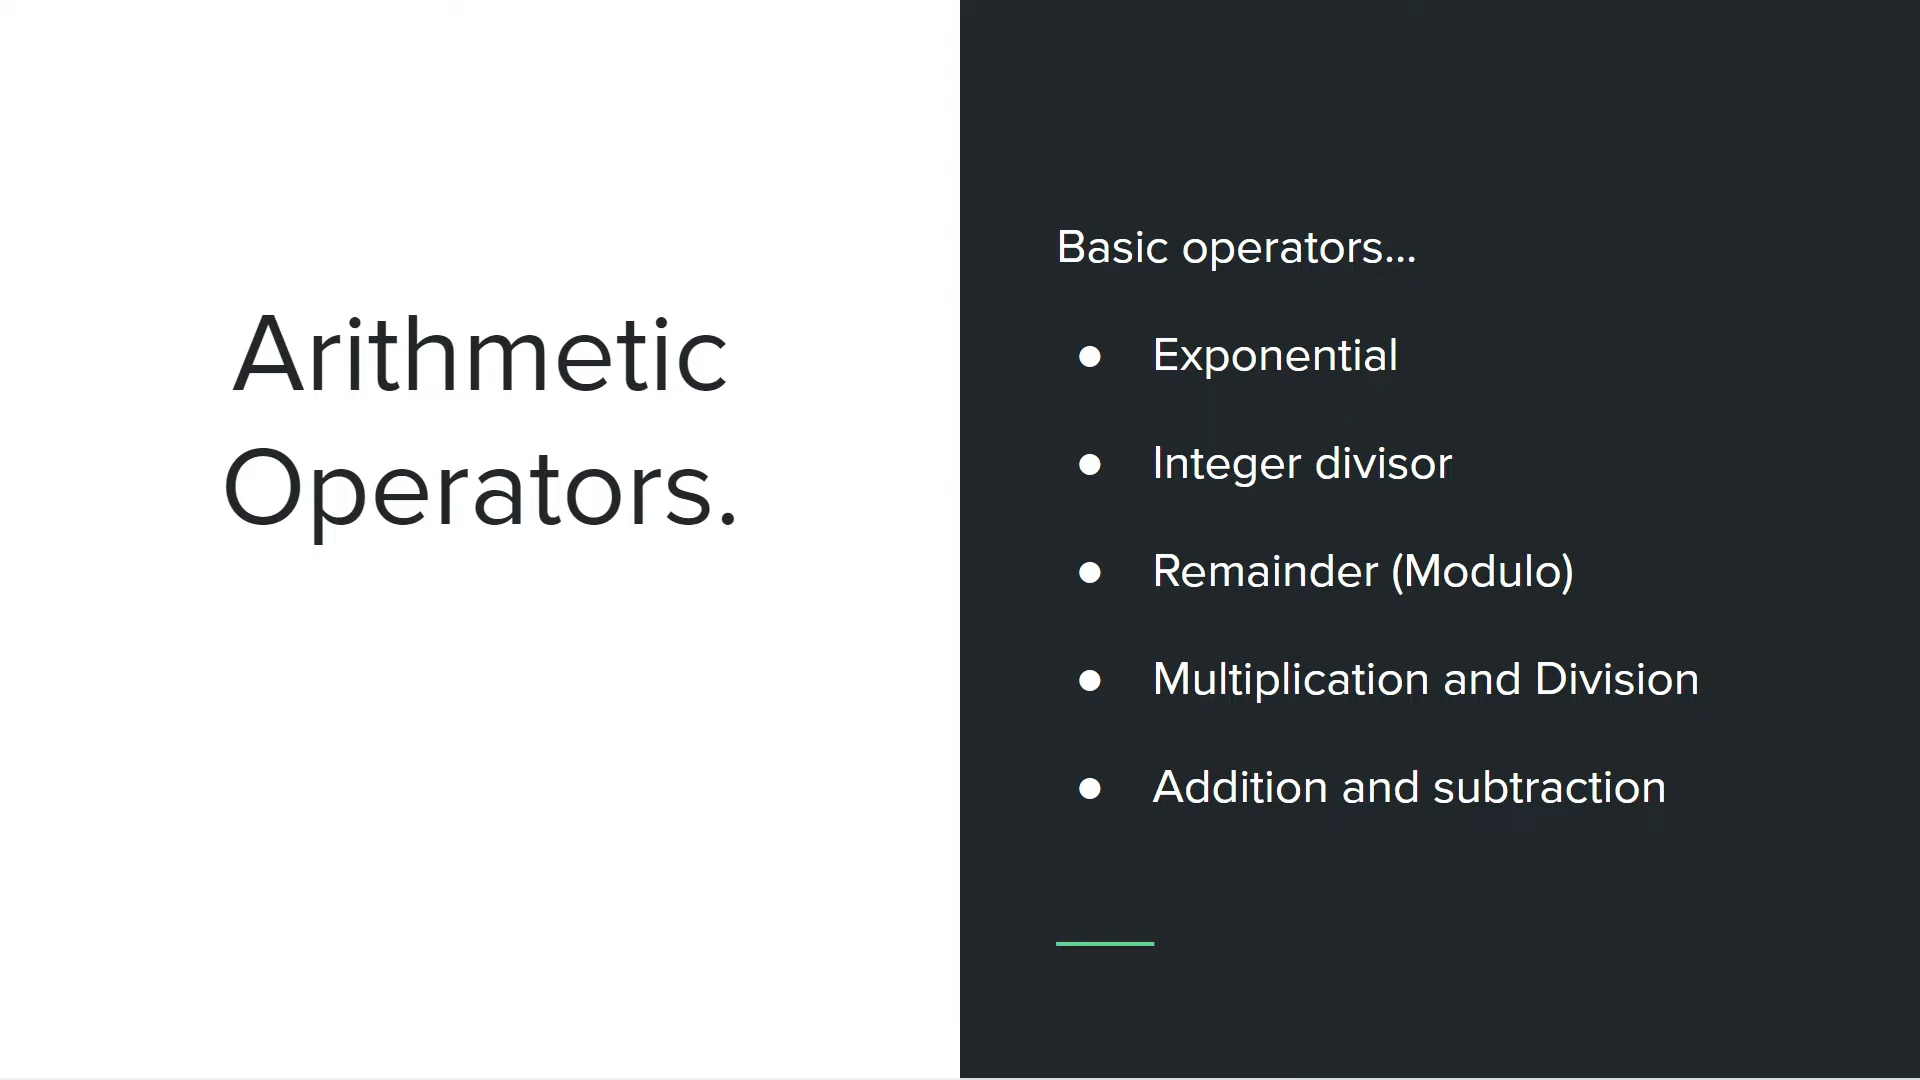 Arithmetic
Operators.
Basic operators...
● Exponential
● Integer divisor
● Remainder (Modulo)
● Multiplication and Division
● Addition and subtraction